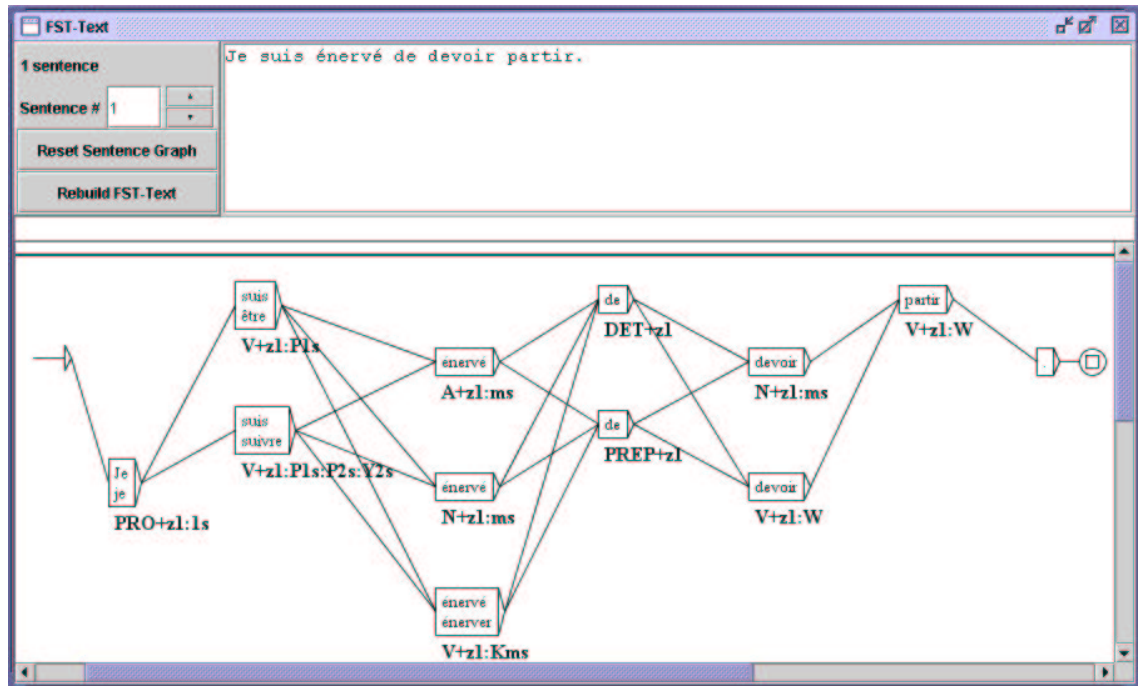 FST-Text
1 sentence
Sentence # 1
Reset Sentence Graph
Rebuild FST-Text
Je suis énervé de devoir partir.
Je
je
PRO+z1:1s
suis
être
V+z1:P1s
suis
suivre
V+z1:P1s:P2s:Y2s
énervé
A+z1:ms
énervé
N+z1:ms
énervé
énerver
V+z1:Kms
de
DET+z1
de
PREP+z1
devoir
N+z1:ms
devoir
V+z1:W
partir
V+z1:W
.